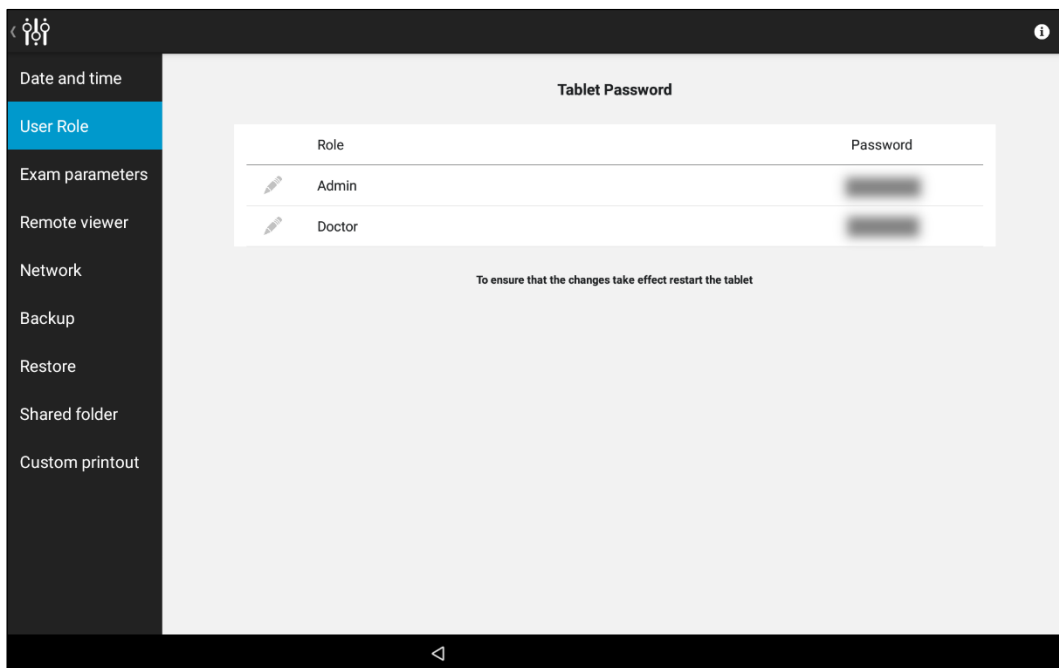 Date and time
User Role
Exam parameters
Remote viewer
Network
Backup
Restore
Shared folder
Custom printout
Tablet Password
Role Password
Admin
Doctor
To ensure that the changes take effect restart the tablet